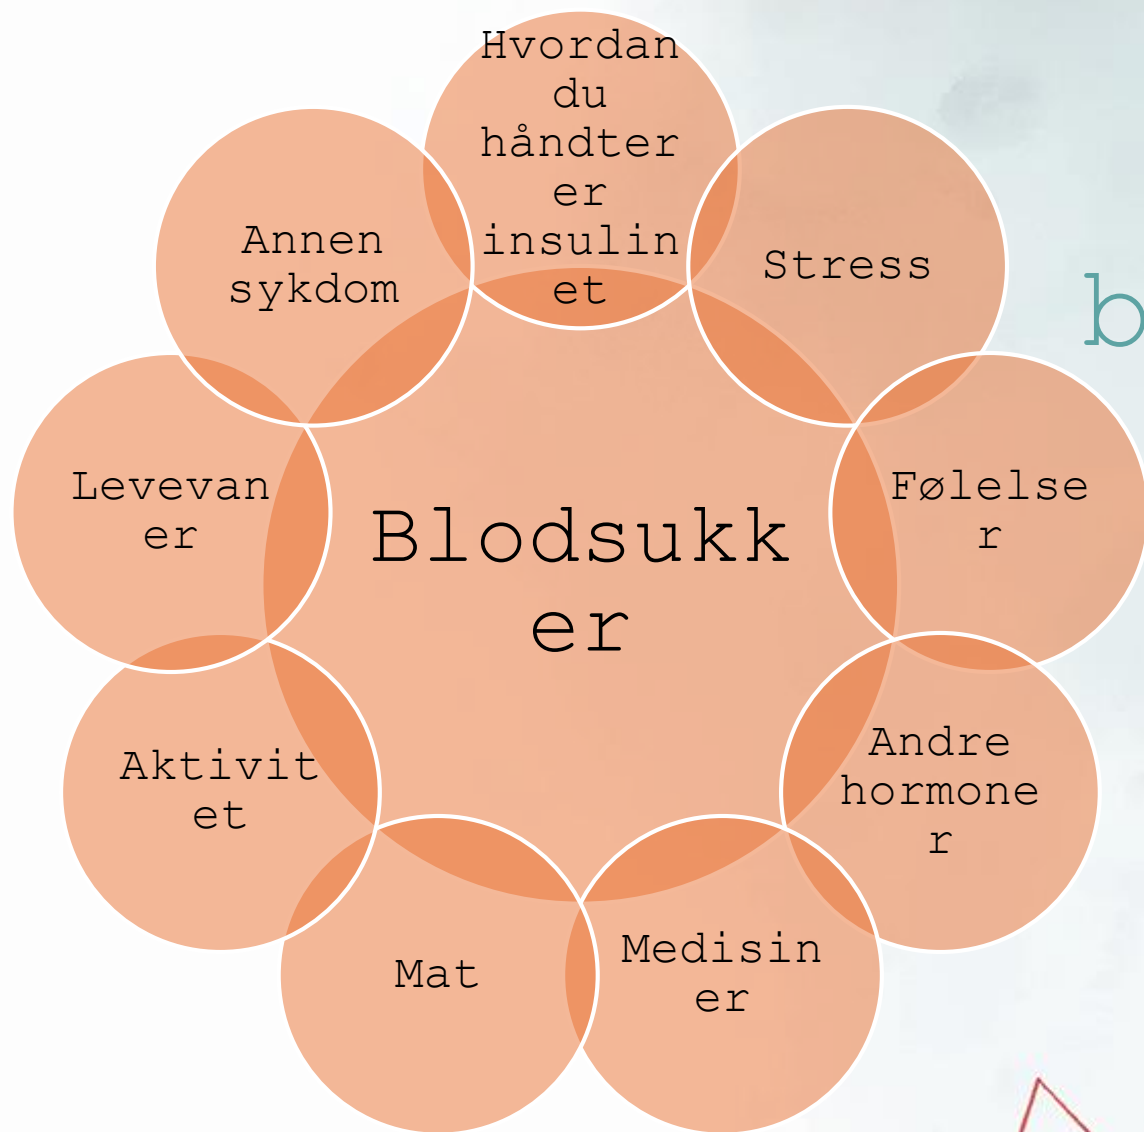 Hvordan
du
håndter
er
insulin
et
Stress
b
Følelse
r
Andre
hormone
r
Medisin
er
Mat
Aktivit
et
Levevan
er
Annen
sykdom
Blodsukk
er